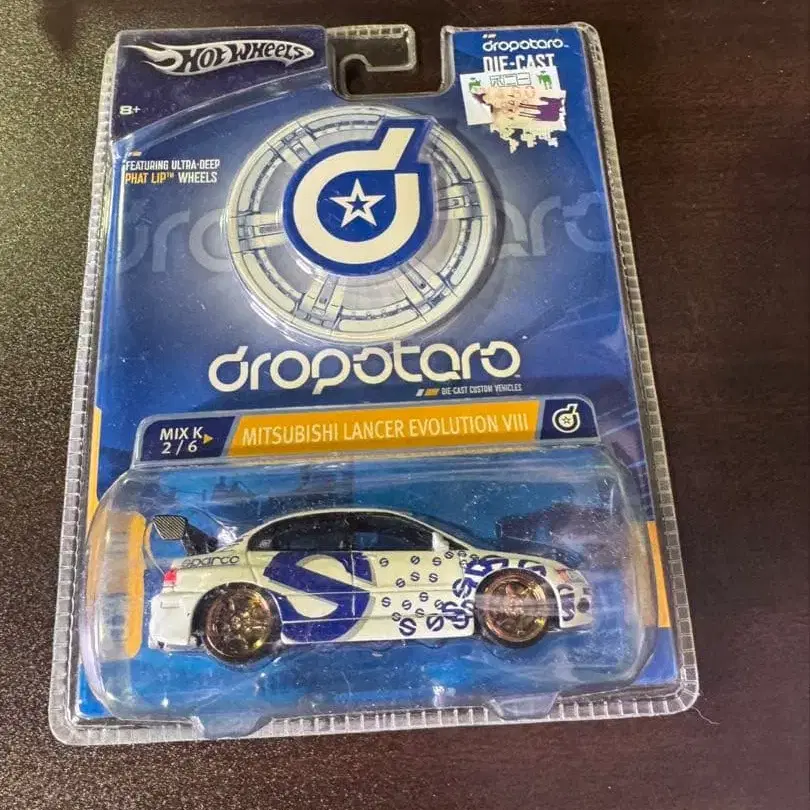 HOT WHEELS
dropstars™
DIE-CAST
8+
FEATURING ULTRA-DEEP
PHAT LIP™ WHEELS
dropstars
DIE-CAST CUSTOM VEHICLES
MIX K
2/6
MITSUBISHI LANCER EVOLUTION VIII
sparco